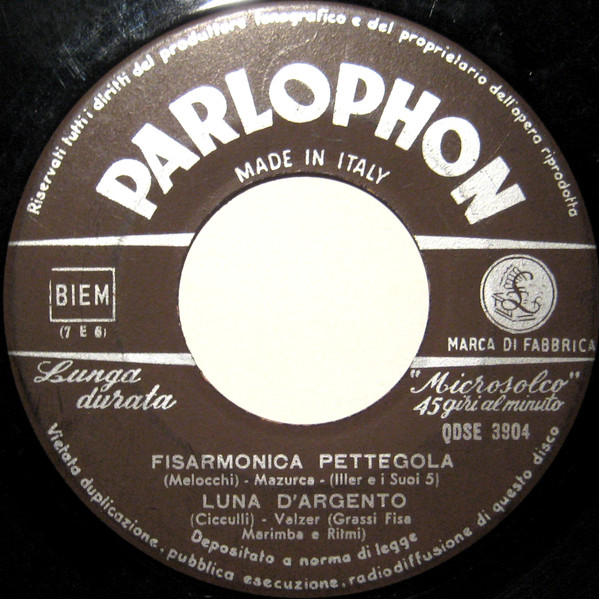 Riservati tutti i diritti del produttore fonografico e del proprietario dell'opera riprodotta
PARLOPHON
MADE IN ITALY
BIEM
(7 E 6)
MARCA DI FABBRICA
Lunga
durata
"Microsolco"
45 giri al minuto
QDSE 3904
FISARMONICA PETTEGOLA
(Melocchi) - Mazurca - (Iller e i Suoi 5)
LUNA D'ARGENTO
(Cicculli) - Valzer (Grassi Fisa
Marimba e Ritmi)
Depositato a norma di legge
Vietata duplicazione, pubblica esecuzione, radiodiffusione di questo disco